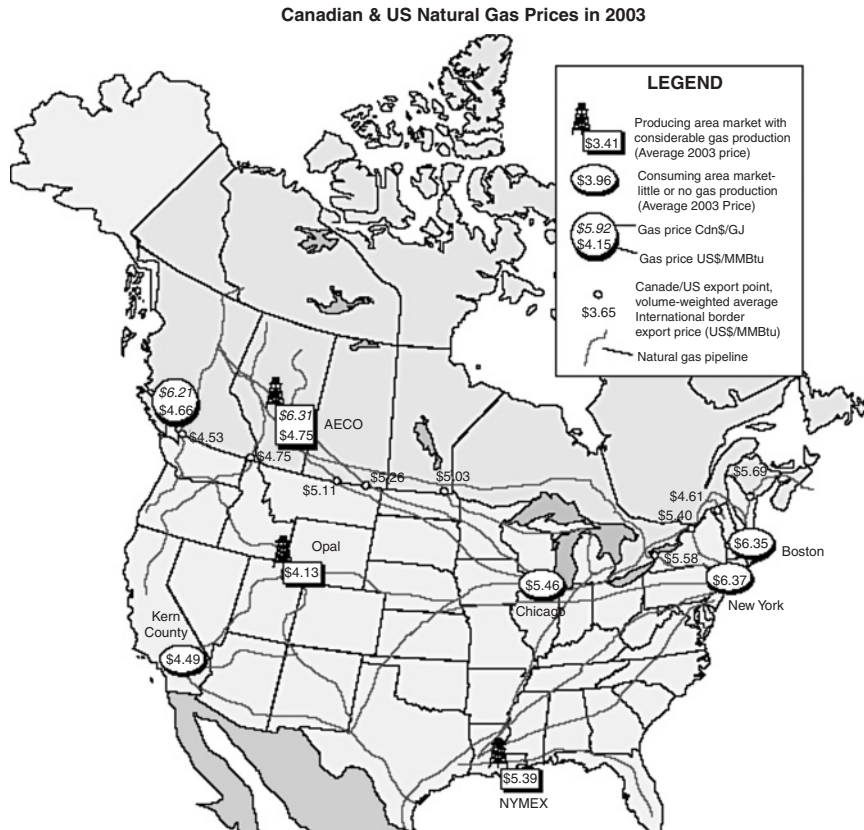 Canadian & US Natural Gas Prices in 2003
LEGEND
$3.41
Producing area market with
considerable gas production
(Average 2003 price)
$3.96
Consuming area market-
little or no gas production
(Average 2003 Price)
$5.92
$4.15
Gas price Cdn$/GJ
Gas price US$/MMBtu
$3.65
Canade/US export point,
volume-weighted average
International border
export price (US$/MMBtu)
Natural gas pipeline
$6.21
$4.66
$6.31
$4.75
AECO
$4.53
$4.75
$5.11
$5.26
$5.03
$5.69
$4.61
$5.40
$5.58
$6.35
Boston
$6.37
New York
Opal
$4.13
$5.46
Chicago
Kern
County
$4.49
$5.39
NYMEX